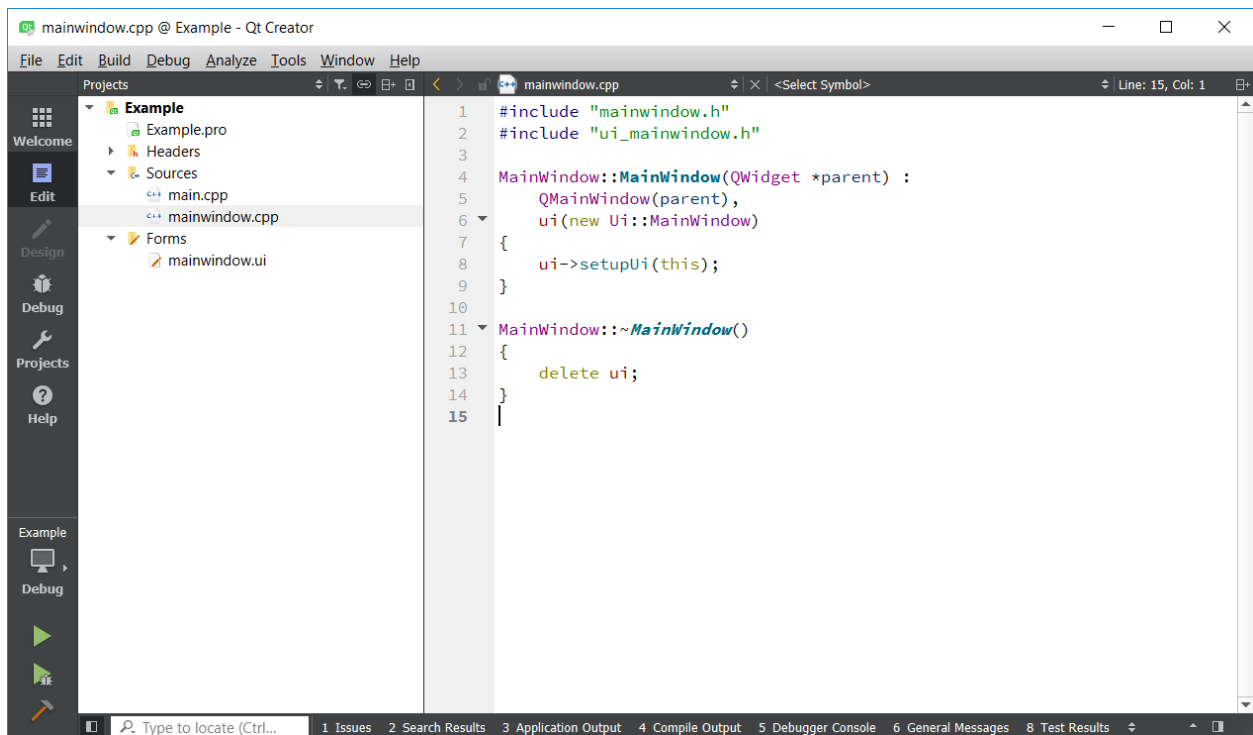 mainwindow.cpp @ Example - Qt Creator
File Edit Build Debug Analyze Tools Window Help
Projects
mainwindow.cpp
<Select Symbol>
Line: 15, Col: 1
Welcome
Edit
Design
Debug
Projects
Help
Example
Debug
Example
Example.pro
Headers
Sources
main.cpp
mainwindow.cpp
Forms
mainwindow.ui
1 #include "mainwindow.h"
2 #include "ui_mainwindow.h"
3
4 MainWindow::MainWindow(QWidget *parent) :
5     QMainWindow(parent),
6     ui(new Ui::MainWindow)
7 {
8     ui->setupUi(this);
9 }
10
11 MainWindow::~MainWindow()
12 {
13     delete ui;
14 }
15
Type to locate (Ctrl...
1 Issues 2 Search Results 3 Application Output 4 Compile Output 5 Debugger Console 6 General Messages 8 Test Results